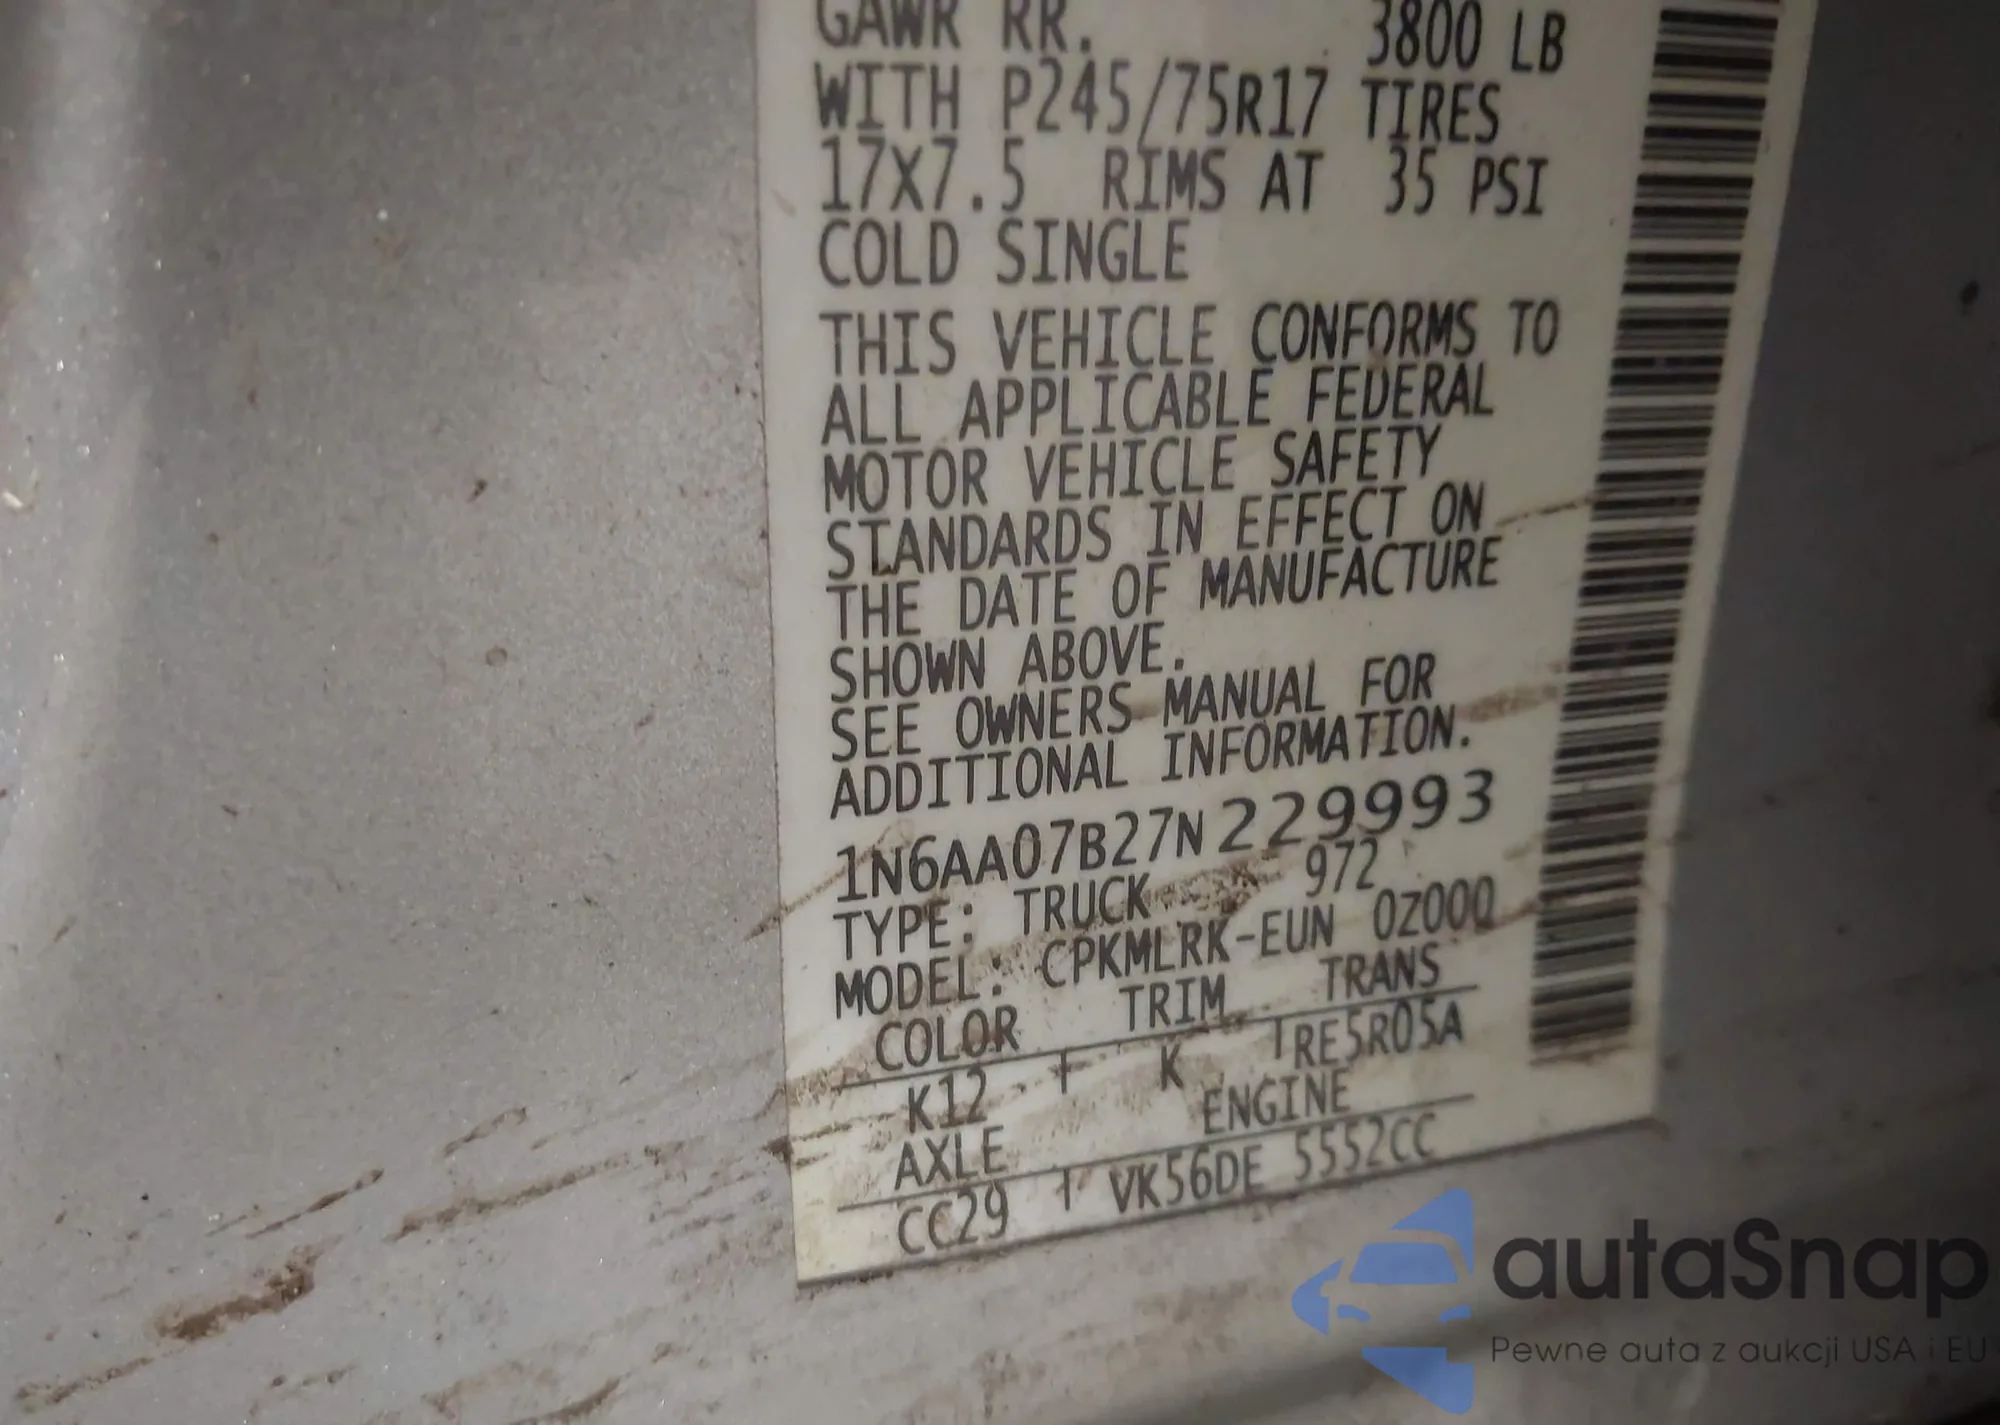 GAWR RR. 3800 LB
WITH P245/75R17 TIRES
17X7.5 RIMS AT 35 PSI
COLD SINGLE
THIS VEHICLE CONFORMS TO
ALL APPLICABLE FEDERAL
MOTOR VEHICLE SAFETY
STANDARDS IN EFFECT ON
THE DATE OF MANUFACTURE
SHOWN ABOVE.
SEE OWNERS MANUAL FOR
ADDITIONAL INFORMATION.
1N6AA07B27N229993
TYPE: TRUCK 972
MODEL: CPKMLRK-EUN 0Z000
COLOR TRIM TRANS
K12 K RE5R05A
AXLE ENGINE
CC29 VK56DE 5552CC
autaSnap
Pewne auta z aukcji USA i EU